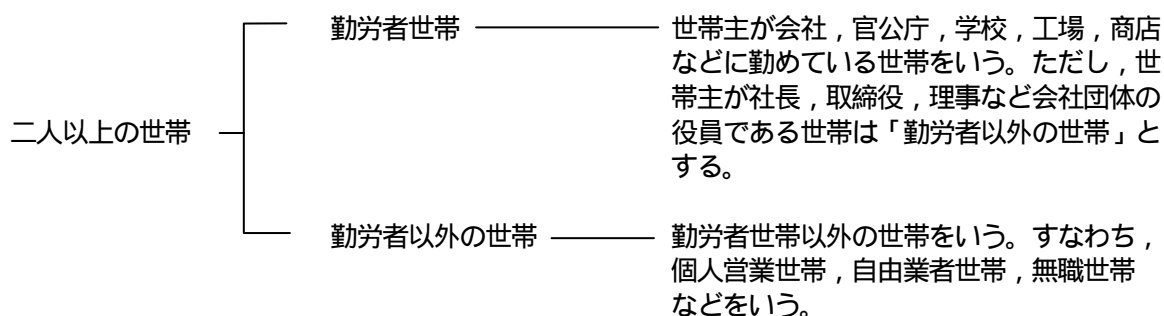 勤労者世帯
世帯主が会社，官公庁，学校，工場，商店
などに勤めている世帯をいう。ただし，世
帯主が社長，取締役，理事など会社団体の
役員である世帯は「勤労者以外の世帯」と
する。
二人以上の世帯
勤労者以外の世帯
勤労者世帯以外の世帯をいう。すなわち，
個人営業世帯，自由業者世帯，無職世帯
などをいう。